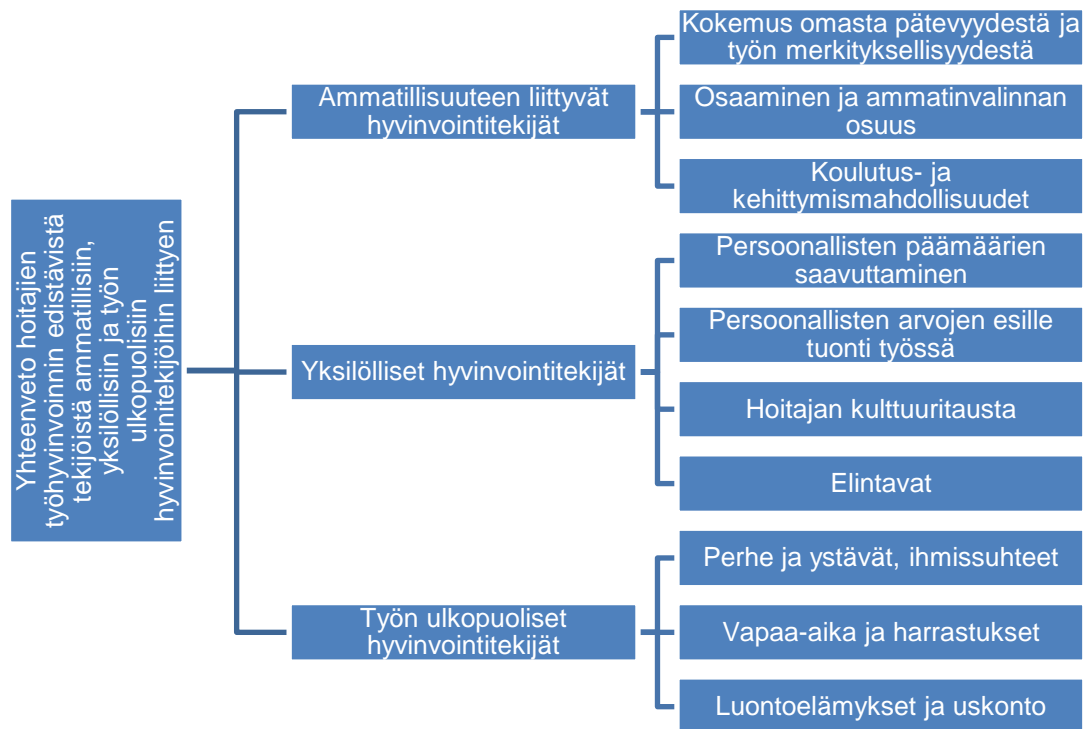 Yhteenveto hoitajien
työhyvinvoinnin edistävistä
tekijöistä ammatillisiin,
yksilöllisiin ja työn
ulkopuolisiin
hyvinvoinitekijöihin liittyen
Ammatillisuuteen liittyvät
hyvinvointitekijät
Kokemus omasta pätevyydestä ja
työn merkityksellisyydestä
Osaaminen ja ammatinvalinnan
osuus
Koulutus- ja
kehittymismahdollisuudet
Yksilölliset hyvinvointitekijät
Persoonallisten päämäärien
saavuttaminen
Persoonallisten arvojen esille
tuonti työssä
Hoitajan kulttuuritausta
Elintavat
Työn ulkopuoliset
hyvinvointitekijät
Perhe ja ystävät, ihmissuhteet
Vapaa-aika ja harrastukset
Luontoelämykset ja uskonto